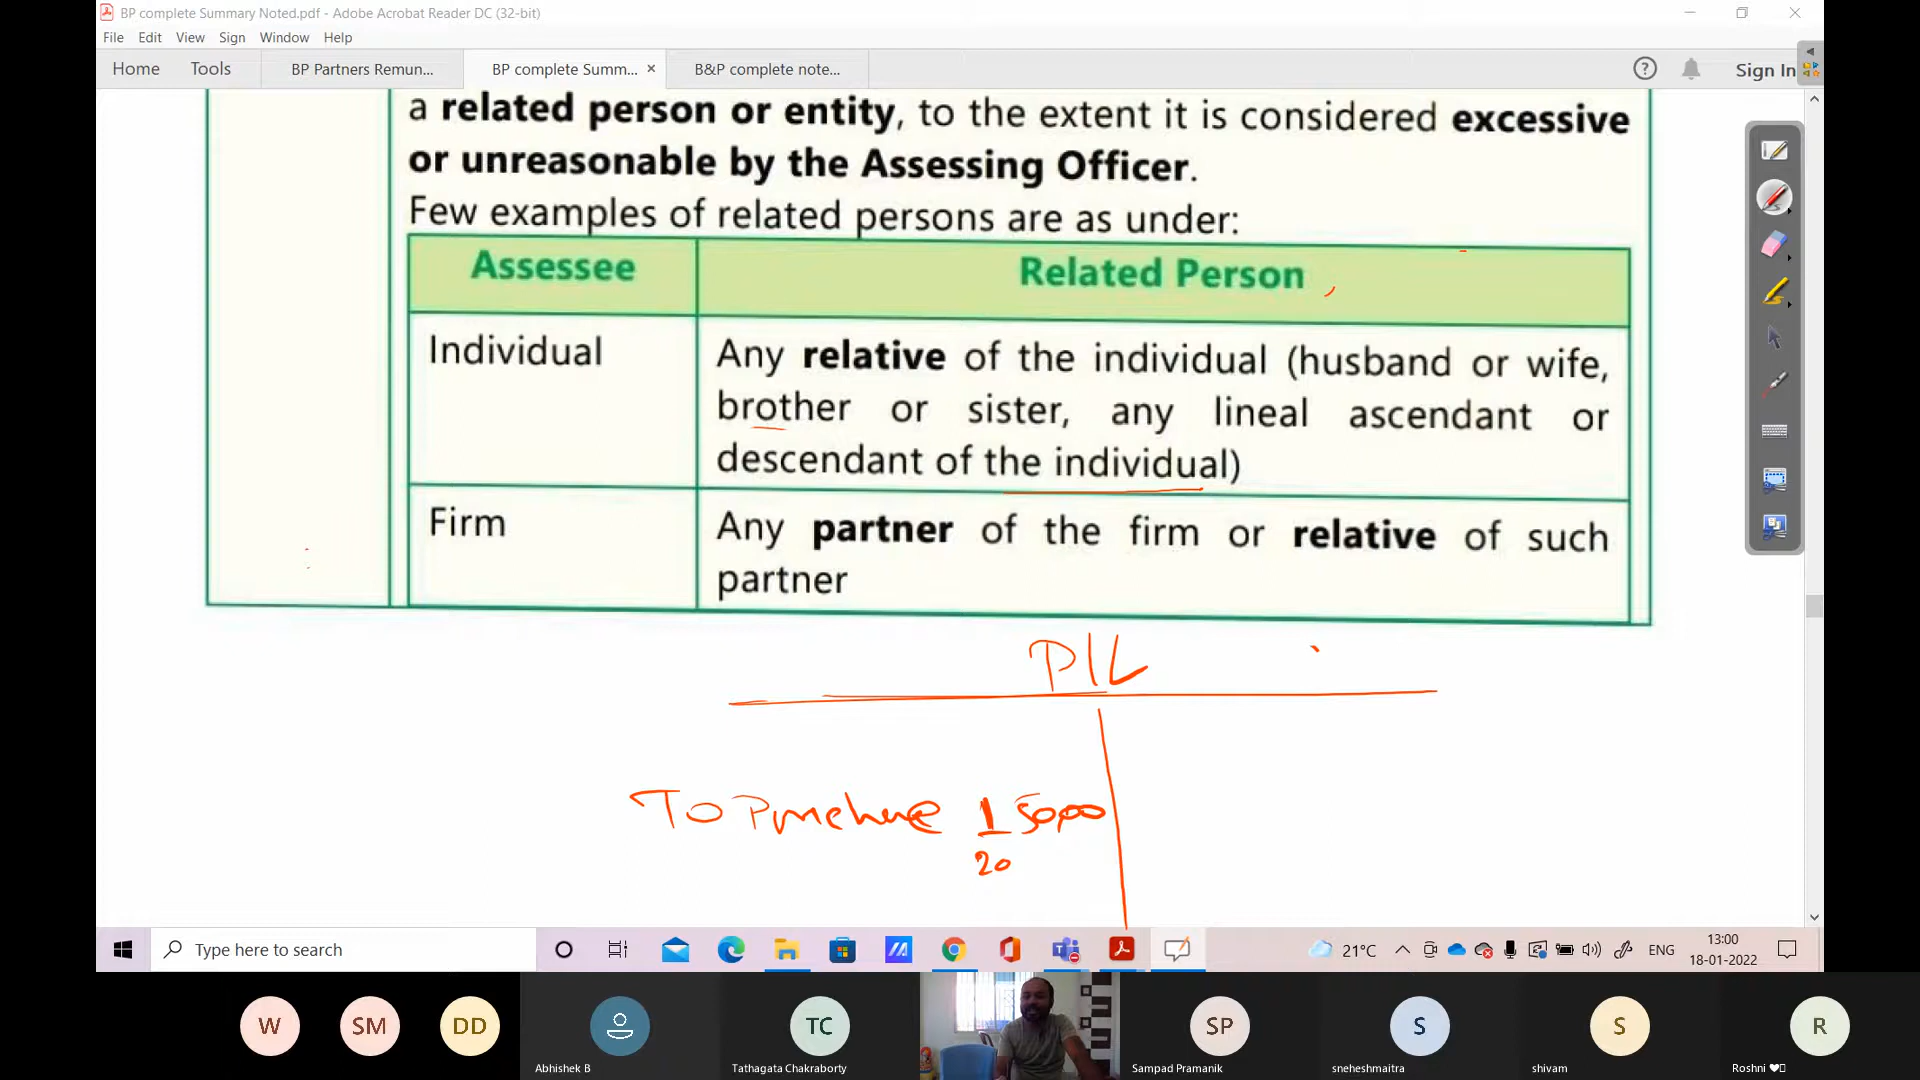 BP complete Summary Noted.pdf - Adobe Acrobat Reader DC (32-bit)
File Edit View Sign Window Help
Home Tools BP Partners Remun... BP complete Summ... × B&P complete note... Sign In
a related person or entity, to the extent it is considered excessive
or unreasonable by the Assessing Officer.
Few examples of related persons are as under:
Assessee Related Person
Individual Any relative of the individual (husband or wife,
brother or sister, any lineal ascendant or
descendant of the individual)
Firm Any partner of the firm or relative of such
partner
P/L
To Purchase 15000
20
Type here to search 21°C ENG 13:00
18-01-2022
W SM DD TC SP S S R
Abhishek B Tathagata Chakraborty Sampad Pramanik sneheshmaitra shivam Roshni